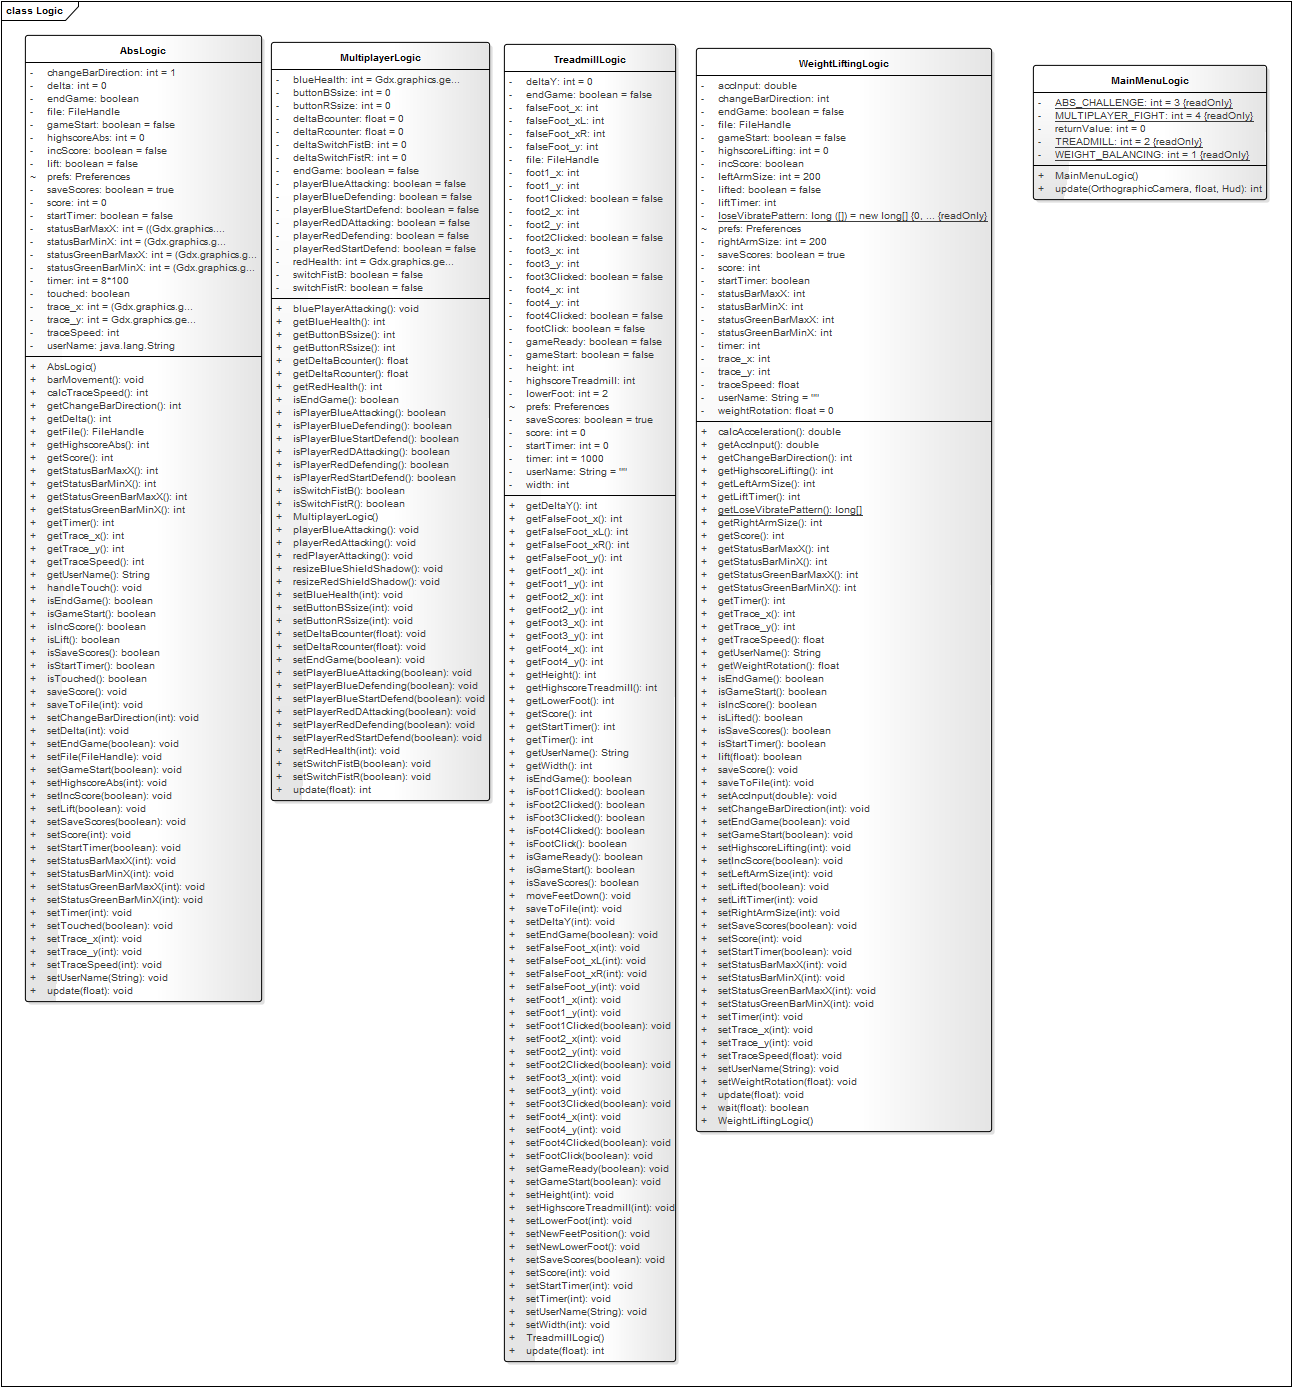 class Logic
AbsLogic
- changeBarDirection: int = 1
- delta: int = 0
- endGame: boolean
- file: FileHandle
- gameStart: boolean = false
- highscoreAbs: int = 0
- incScore: boolean = false
- lift: boolean = false
~ prefs: Preferences
- saveScores: boolean = true
- score: int = 0
- startTimer: boolean = false
- statusBarMaxX: int = ((Gdx.graphics....
- statusBarMinX: int = (Gdx.graphics.g...
- statusGreenBarMaxX: int = (Gdx.graphics.g...
- statusGreenBarMinX: int = (Gdx.graphics.g...
- timer: int = 8*100
- touched: boolean
- trace_x: int = (Gdx.graphics.g...
- trace_y: int = Gdx.graphics.ge...
- traceSpeed: int
- userName: java.lang.String
+ AbsLogic()
+ barMovement(): void
+ calcTraceSpeed(): int
+ getChangeBarDirection(): int
+ getDelta(): int
+ getFile(): FileHandle
+ getHighscoreAbs(): int
+ getScore(): int
+ getStatusBarMaxX(): int
+ getStatusBarMinX(): int
+ getStatusGreenBarMaxX(): int
+ getStatusGreenBarMinX(): int
+ getTimer(): int
+ getTrace_x(): int
+ getTrace_y(): int
+ getTraceSpeed(): int
+ getUserName(): String
+ handleTouch(): void
+ isEndGame(): boolean
+ isGameStart(): boolean
+ isIncScore(): boolean
+ isLift(): boolean
+ isSaveScores(): boolean
+ isStartTimer(): boolean
+ isTouched(): boolean
+ saveScore(): void
+ saveToFile(int): void
+ setChangeBarDirection(int): void
+ setDelta(int): void
+ setEndGame(boolean): void
+ setFile(FileHandle): void
+ setGameStart(boolean): void
+ setHighscoreAbs(int): void
+ setIncScore(boolean): void
+ setLift(boolean): void
+ setSaveScores(boolean): void
+ setScore(int): void
+ setStartTimer(boolean): void
+ setStatusBarMaxX(int): void
+ setStatusBarMinX(int): void
+ setStatusGreenBarMaxX(int): void
+ setStatusGreenBarMinX(int): void
+ setTimer(int): void
+ setTouched(boolean): void
+ setTrace_x(int): void
+ setTrace_y(int): void
+ setTraceSpeed(int): void
+ setUserName(String): void
+ update(float): void
MultiplayerLogic
- blueHealth: int = Gdx.graphics.ge...
- buttonBSsize: int = 0
- buttonRSsize: int = 0
- deltaBcounter: float = 0
- deltaRcounter: float = 0
- deltaSwitchFistB: int = 0
- deltaSwitchFistR: int = 0
- endGame: boolean = false
- playerBlueAttacking: boolean = false
- playerBlueDefending: boolean = false
- playerBlueStartDefend: boolean = false
- playerRedDAttacking: boolean = false
- playerRedDefending: boolean = false
- playerRedStartDefend: boolean = false
- redHealth: int = Gdx.graphics.ge...
- switchFistB: boolean = false
- switchFistR: boolean = false
+ bluePlayerAttacking(): void
+ getBlueHealth(): int
+ getButtonBSsize(): int
+ getButtonRSsize(): int
+ getDeltaBcounter(): float
+ getDeltaRcounter(): float
+ getRedHealth(): int
+ isEndGame(): boolean
+ isPlayerBlueAttacking(): boolean
+ isPlayerBlueDefending(): boolean
+ isPlayerBlueStartDefend(): boolean
+ isPlayerRedDAttacking(): boolean
+ isPlayerRedDefending(): boolean
+ isPlayerRedStartDefend(): boolean
+ isSwitchFistB(): boolean
+ isSwitchFistR(): boolean
+ MultiplayerLogic()
+ playerBlueAttacking(): void
+ playerRedAttacking(): void
+ redPlayerAttacking(): void
+ resizeBlueShieldShadow(): void
+ resizeRedShieldShadow(): void
+ setBlueHealth(int): void
+ setButtonBSsize(int): void
+ setButtonRSsize(int): void
+ setDeltaBcounter(float): void
+ setDeltaRcounter(float): void
+ setEndGame(boolean): void
+ setPlayerBlueAttacking(boolean): void
+ setPlayerBlueDefending(boolean): void
+ setPlayerBlueStartDefend(boolean): void
+ setPlayerRedDAttacking(boolean): void
+ setPlayerRedDefending(boolean): void
+ setPlayerRedStartDefend(boolean): void
+ setRedHealth(int): void
+ setSwitchFistB(boolean): void
+ setSwitchFistR(boolean): void
+ update(float): int
TreadmillLogic
- deltaY: int = 0
- endGame: boolean = false
- falseFoot_x: int
- falseFoot_xL: int
- falseFoot_xR: int
- falseFoot_y: int
- file: FileHandle
- foot1_x: int
- foot1_y: int
- foot1Clicked: boolean = false
- foot2_x: int
- foot2_y: int
- foot2Clicked: boolean = false
- foot3_x: int
- foot3_y: int
- foot3Clicked: boolean = false
- foot4_x: int
- foot4_y: int
- foot4Clicked: boolean = false
- footClick: boolean = false
- gameReady: boolean = false
- gameStart: boolean = false
- height: int
- highscoreTreadmill: int
- lowerFoot: int = 2
~ prefs: Preferences
- saveScores: boolean = true
- score: int = 0
- startTimer: int = 0
- timer: int = 1000
- userName: String = ""
- width: int
+ getDeltaY(): int
+ getFalseFoot_x(): int
+ getFalseFoot_xL(): int
+ getFalseFoot_xR(): int
+ getFalseFoot_y(): int
+ getFoot1_x(): int
+ getFoot1_y(): int
+ getFoot2_x(): int
+ getFoot2_y(): int
+ getFoot3_x(): int
+ getFoot3_y(): int
+ getFoot4_x(): int
+ getFoot4_y(): int
+ getHeight(): int
+ getHighscoreTreadmill(): int
+ getLowerFoot(): int
+ getScore(): int
+ getStartTimer(): int
+ getTimer(): int
+ getUserName(): String
+ getWidth(): int
+ isEndGame(): boolean
+ isFoot1Clicked(): boolean
+ isFoot2Clicked(): boolean
+ isFoot3Clicked(): boolean
+ isFoot4Clicked(): boolean
+ isFootClick(): boolean
+ isGameReady(): boolean
+ isGameStart(): boolean
+ isSaveScores(): boolean
+ moveFeetDown(): void
+ saveToFile(int): void
+ setDeltaY(int): void
+ setEndGame(boolean): void
+ setFalseFoot_x(int): void
+ setFalseFoot_xL(int): void
+ setFalseFoot_xR(int): void
+ setFalseFoot_y(int): void
+ setFoot1_x(int): void
+ setFoot1_y(int): void
+ setFoot1Clicked(boolean): void
+ setFoot2_x(int): void
+ setFoot2_y(int): void
+ setFoot2Clicked(boolean): void
+ setFoot3_x(int): void
+ setFoot3_y(int): void
+ setFoot3Clicked(boolean): void
+ setFoot4_x(int): void
+ setFoot4_y(int): void
+ setFoot4Clicked(boolean): void
+ setFootClick(boolean): void
+ setGameReady(boolean): void
+ setGameStart(boolean): void
+ setHeight(int): void
+ setHighscoreTreadmill(int): void
+ setLowerFoot(int): void
+ setNewFeetPosition(): void
+ setNewLowerFoot(): void
+ setSaveScores(boolean): void
+ setScore(int): void
+ setStartTimer(int): void
+ setTimer(int): void
+ setUserName(String): void
+ setWidth(int): void
+ TreadmillLogic()
+ update(float): int
WeightLiftingLogic
- accInput: double
- changeBarDirection: int
- endGame: boolean = false
- file: FileHandle
- gameStart: boolean = false
- highscoreLifting: int = 0
- incScore: boolean
- leftArmSize: int = 200
- lifted: boolean = false
- liftTimer: int
- loseVibratePattern: long ([]) = new long[] {0, ... {readOnly}
~ prefs: Preferences
- rightArmSize: int = 200
- saveScores: boolean = true
- score: int
- startTimer: boolean
- statusBarMaxX: int
- statusBarMinX: int
- statusGreenBarMaxX: int
- statusGreenBarMinX: int
- timer: int
- trace_x: int
- trace_y: int
- traceSpeed: float
- userName: String = ""
- weightRotation: float = 0
+ calcAcceleration(): double
+ getAccInput(): double
+ getChangeBarDirection(): int
+ getHighscoreLifting(): int
+ getLeftArmSize(): int
+ getLiftTimer(): int
+ getLoseVibratePattern(): long[]
+ getRightArmSize(): int
+ getScore(): int
+ getStatusBarMaxX(): int
+ getStatusBarMinX(): int
+ getStatusGreenBarMaxX(): int
+ getStatusGreenBarMinX(): int
+ getTimer(): int
+ getTrace_x(): int
+ getTrace_y(): int
+ getTraceSpeed(): float
+ getUserName(): String
+ getWeightRotation(): float
+ isEndGame(): boolean
+ isGameStart(): boolean
+ isIncScore(): boolean
+ isLifted(): boolean
+ isSaveScores(): boolean
+ isStartTimer(): boolean
+ lift(float): boolean
+ saveScore(): void
+ saveToFile(int): void
+ setAccInput(double): void
+ setChangeBarDirection(int): void
+ setEndGame(boolean): void
+ setGameStart(boolean): void
+ setHighscoreLifting(int): void
+ setIncScore(boolean): void
+ setLeftArmSize(int): void
+ setLifted(boolean): void
+ setLiftTimer(int): void
+ setRightArmSize(int): void
+ setSaveScores(boolean): void
+ setScore(int): void
+ setStartTimer(boolean): void
+ setStatusBarMaxX(int): void
+ setStatusBarMinX(int): void
+ setStatusGreenBarMaxX(int): void
+ setStatusGreenBarMinX(int): void
+ setTimer(int): void
+ setTrace_x(int): void
+ setTrace_y(int): void
+ setTraceSpeed(float): void
+ setUserName(String): void
+ setWeightRotation(float): void
+ update(float): void
+ wait(float): boolean
+ WeightLiftingLogic()
MainMenuLogic
- ABS_CHALLENGE: int = 3 {readOnly}
- MULTIPLAYER_FIGHT: int = 4 {readOnly}
- returnValue: int = 0
- TREADMILL: int = 2 {readOnly}
- WEIGHT_BALANCING: int = 1 {readOnly}
+ MainMenuLogic()
+ update(OrthographicCamera, float, Hud): int